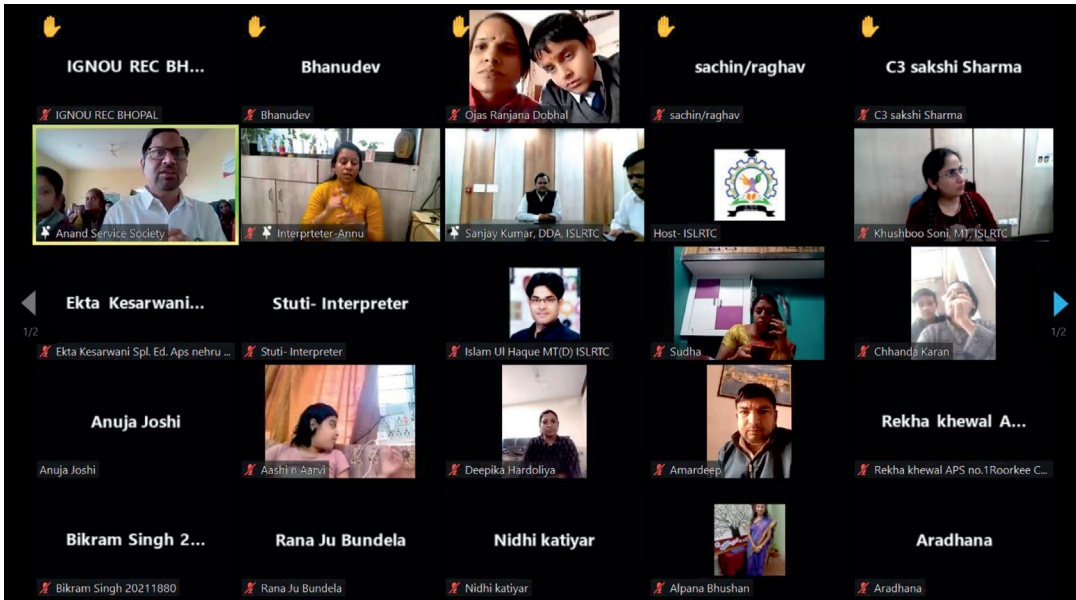 IGNOU REC BH...
Bhanudev
sachin/raghav
C3 sakshi Sharma
IGNOU REC BHOPAL
Bhanudev
Ojas Ranjana Dobhal
sachin/raghav
C3 sakshi Sharma
Anand Service Society
Interprteter-Annu
Sanjay Kumar, DDA, ISLRTC
Host- ISLRTC
Khushboo Soni, MT, ISLRTC
Ekta Kesarwani...
Stuti- Interpreter
1/2
1/2
Ekta Kesarwani Spl. Ed. Aps nehru ...
Stuti- Interpreter
Islam Ul Haque MT(D) ISLRTC
Sudha
Chhanda Karan
Anuja Joshi
Rekha khewal A...
Anuja Joshi
Aashi n Aarvi
Deepika Hardoliya
Amardeep
Rekha khewal APS no.1Roorkee C...
Bikram Singh 2...
Rana Ju Bundela
Nidhi katiyar
Aradhana
Bikram Singh 20211880
Rana Ju Bundela
Nidhi katiyar
Alpana Bhushan
Aradhana